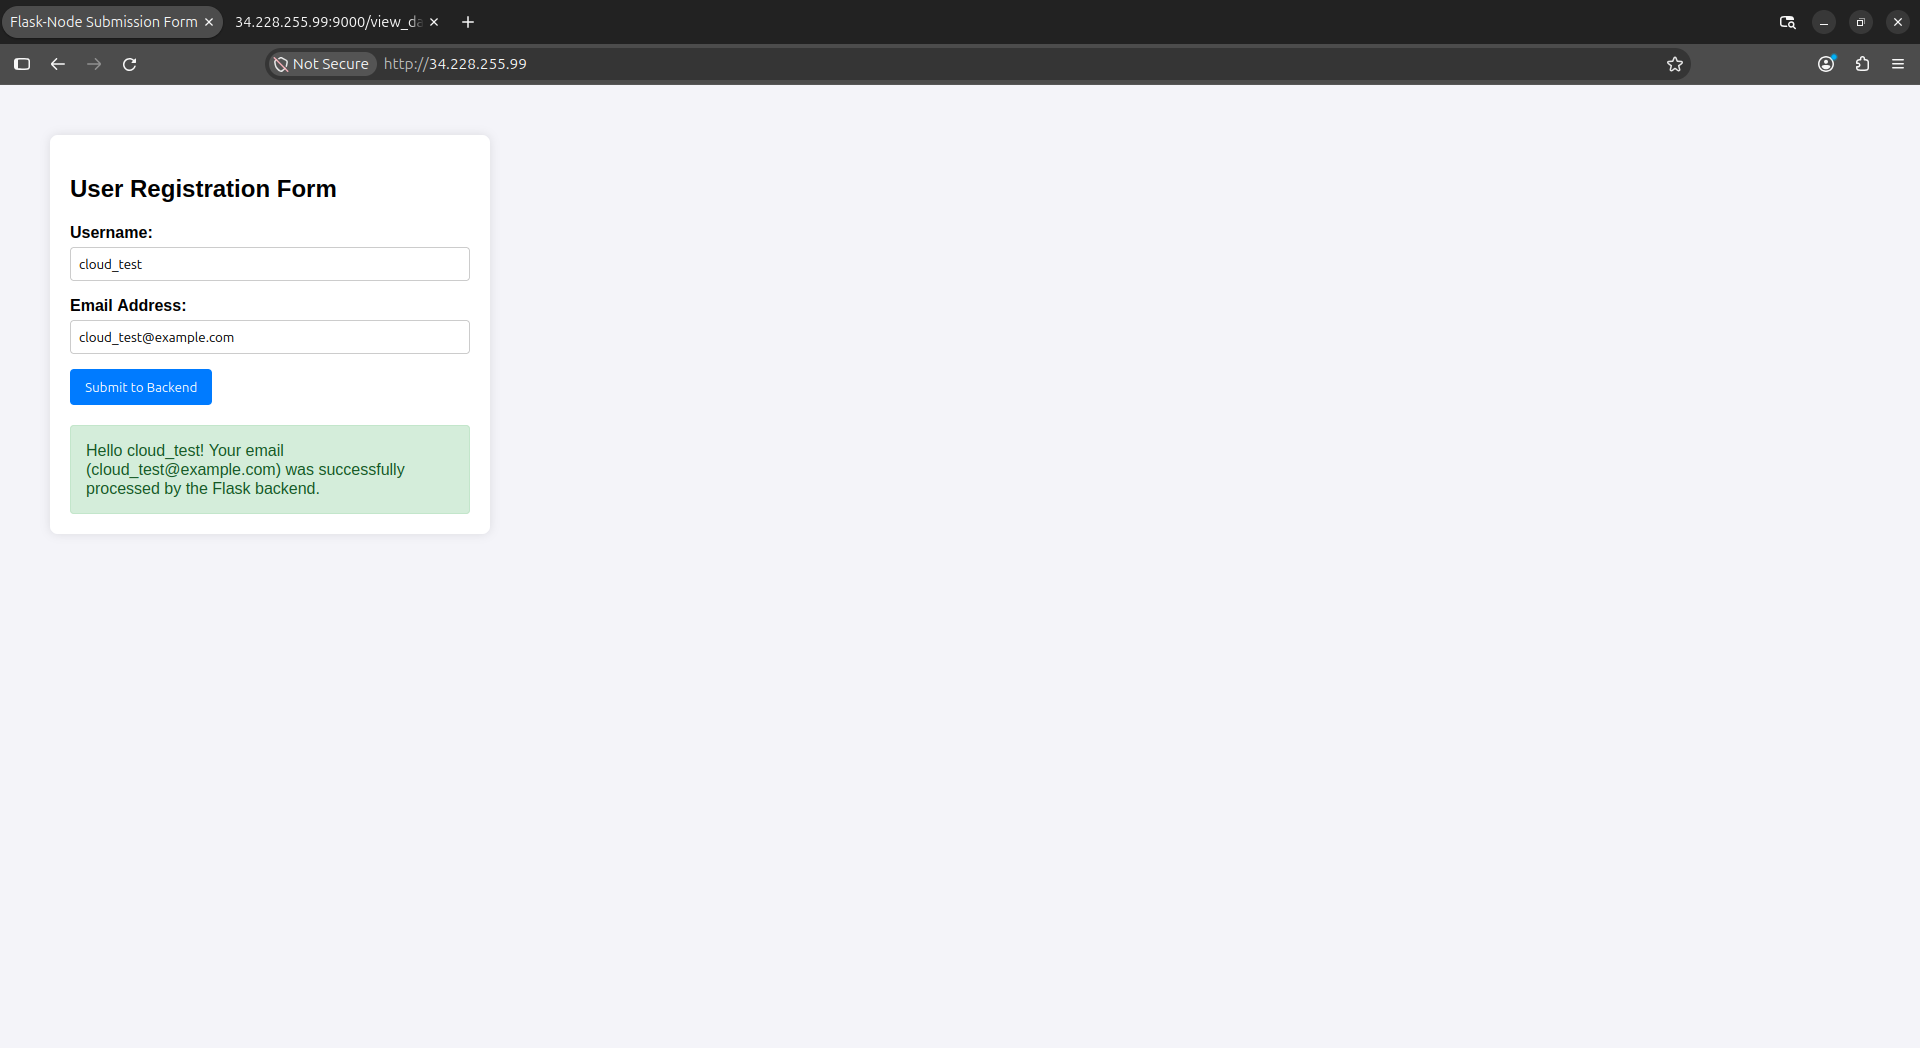 Flask-Node Submission Form
34.228.255.99:9000/view_da
Not Secure
http://34.228.255.99
User Registration Form
Username:
cloud_test
Email Address:
cloud_test@example.com
Submit to Backend
Hello cloud_test! Your email
(cloud_test@example.com) was successfully
processed by the Flask backend.